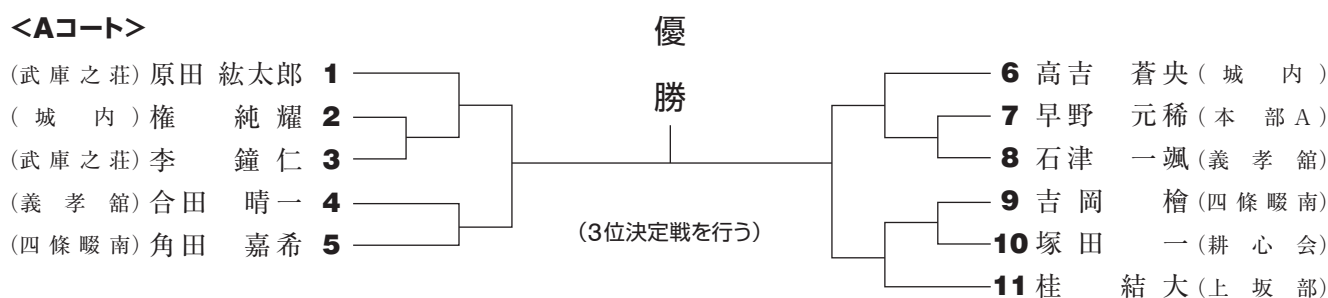 <Aコート>
優勝
(武庫之荘) 原田 紘太郎 1
(城内) 権 純耀 2
(武庫之荘) 李 鐘仁 3
(義孝舘) 合田 晴一 4
(四條畷南) 角田 嘉希 5
(3位決定戦を行う)
6 高吉 蒼央 (城内)
7 早野 元稀 (本部A)
8 石津 一颯 (義孝舘)
9 吉岡 檜 (四條畷南)
10 塚田 一 (耕心会)
11 桂 結大 (上坂部)